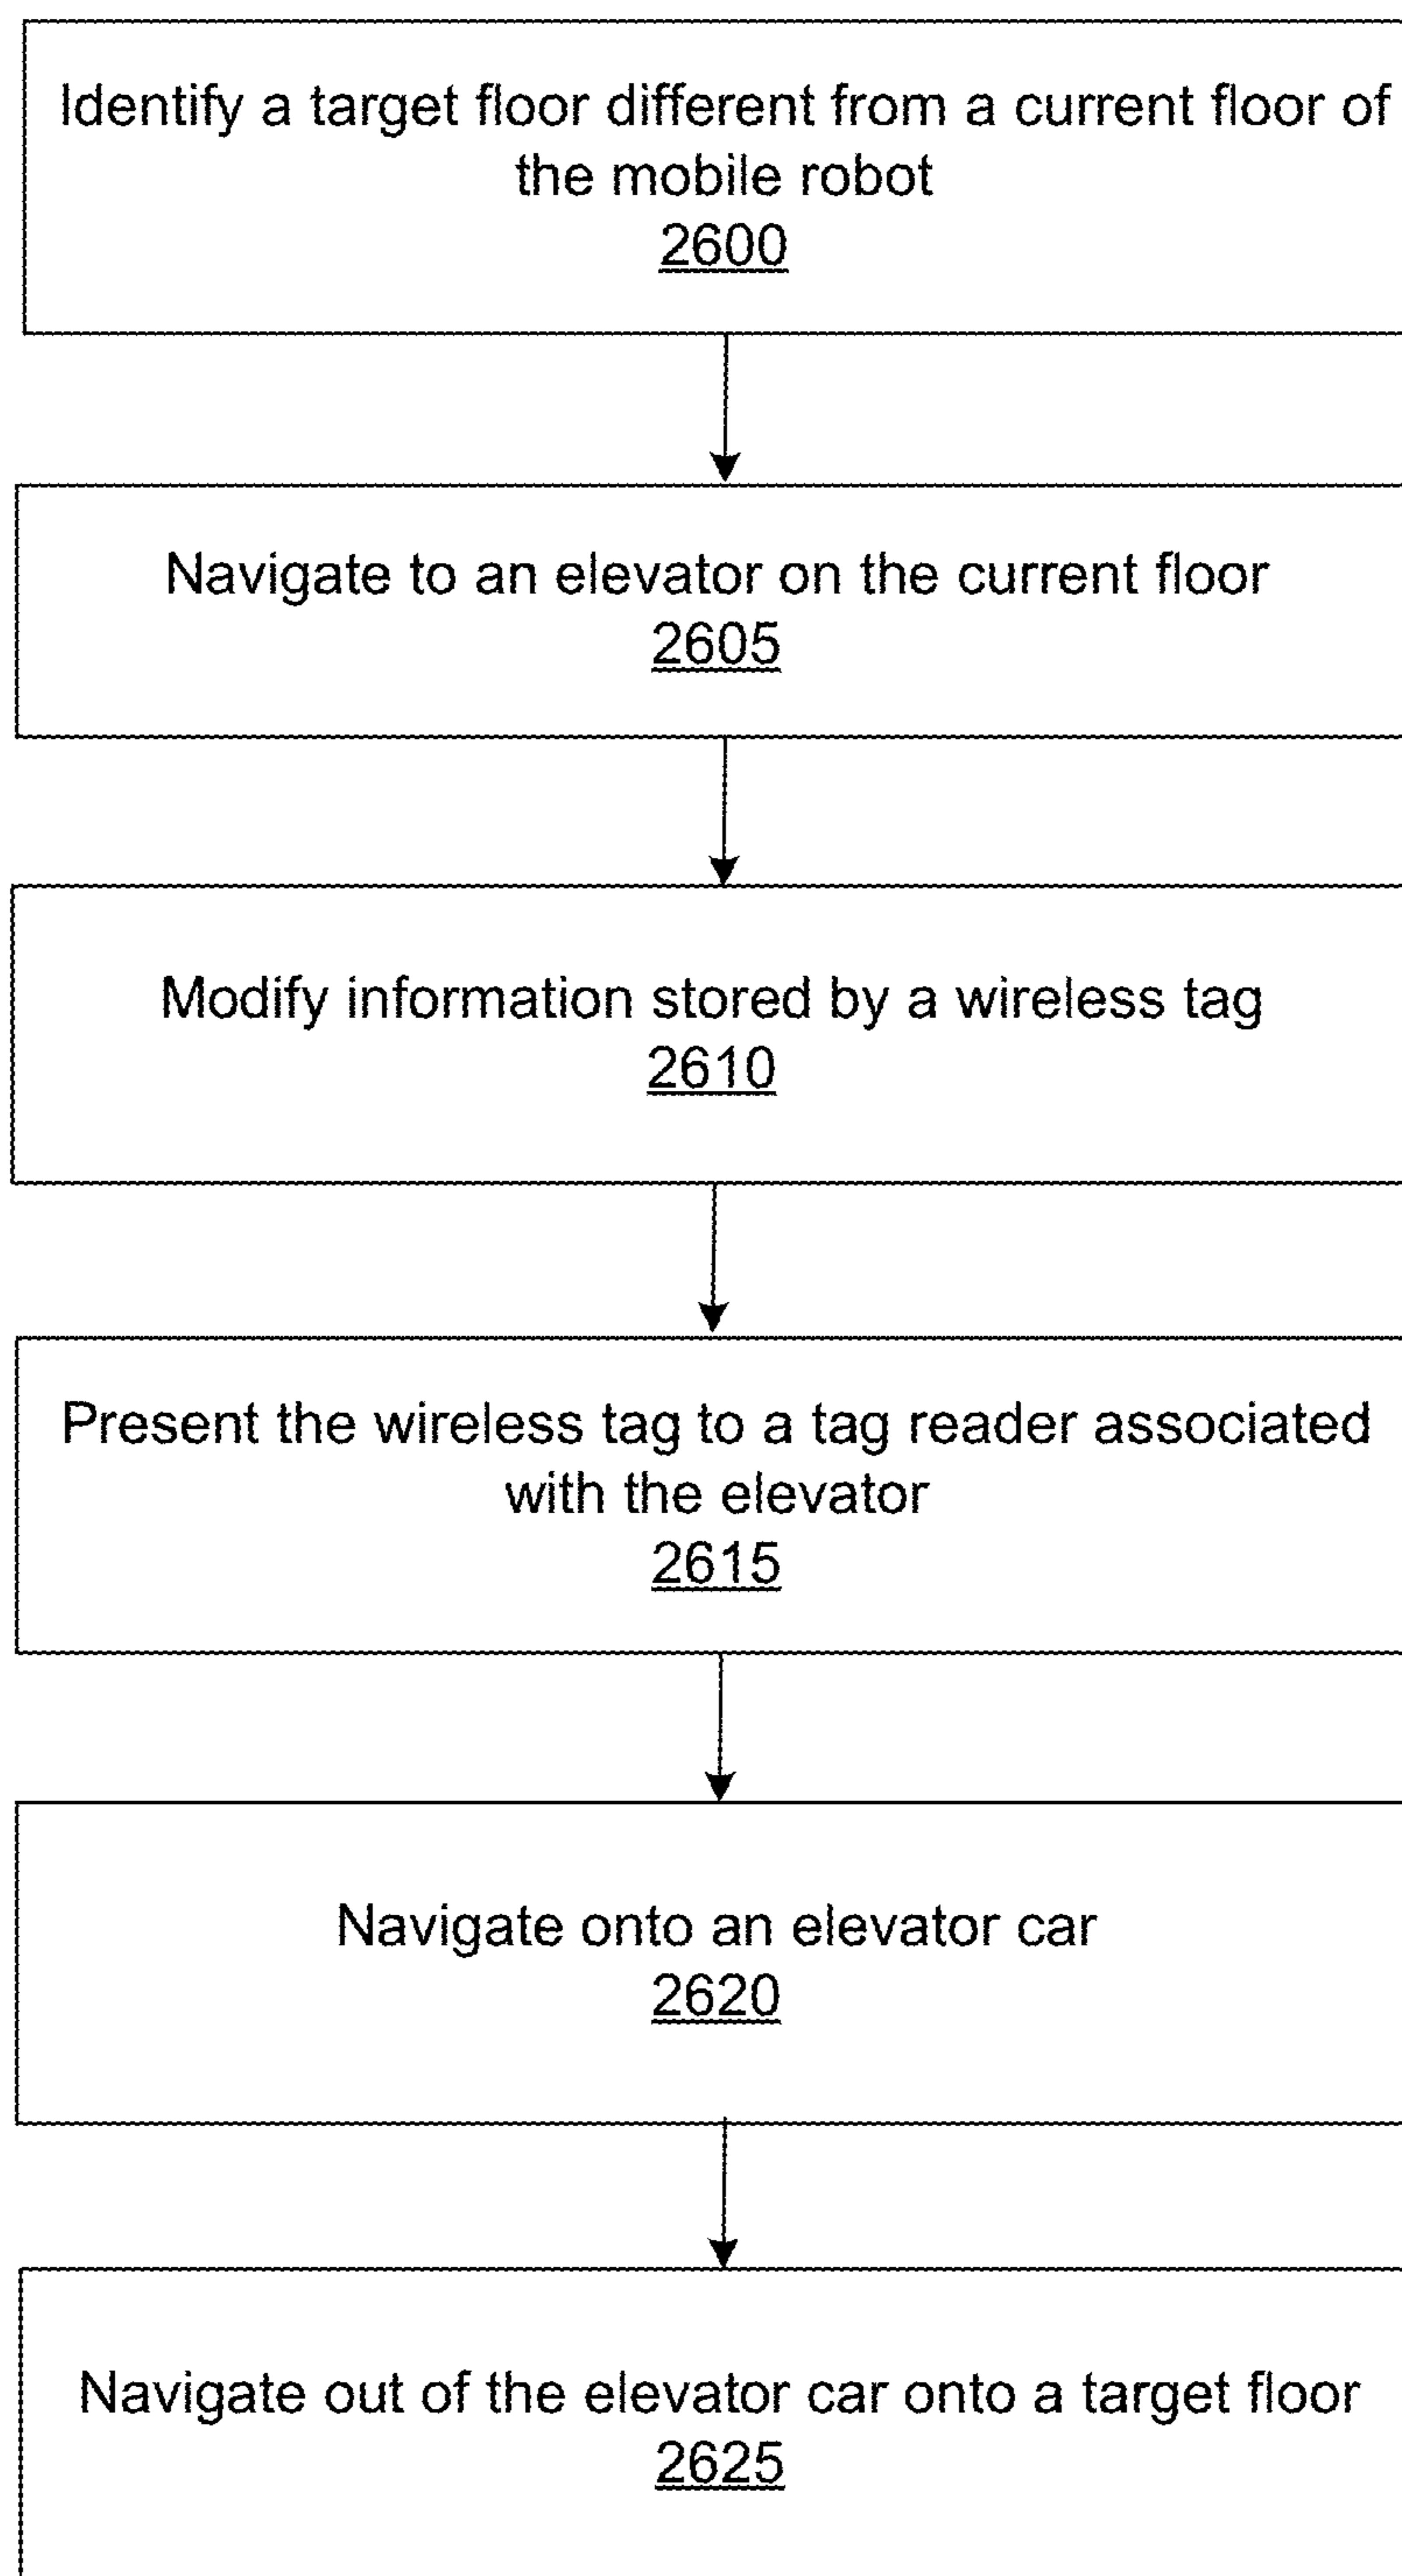 Identify a target floor different from a current floor of
the mobile robot
2600
Navigate to an elevator on the current floor
2605
Modify information stored by a wireless tag
2610
Present the wireless tag to a tag reader associated
with the elevator
2615
Navigate onto an elevator car
2620
Navigate out of the elevator car onto a target floor
2625